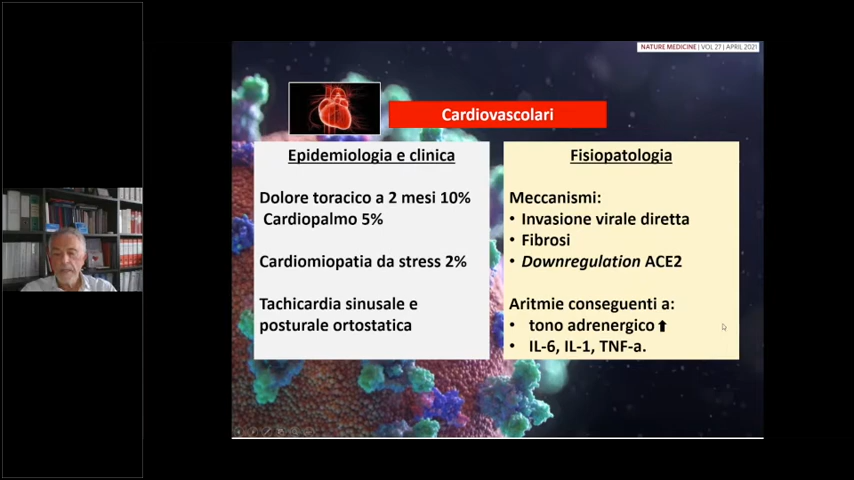 NATURE MEDICINE | VOL 27 | APRIL 2021
Cardiovascolari
Epidemiologia e clinica
Dolore toracico a 2 mesi 10%
Cardiopalmo 5%
Cardiomiopatia da stress 2%
Tachicardia sinusale e
posturale ortostatica
Fisiopatologia
Meccanismi:
• Invasione virale diretta
• Fibrosi
• Downregulation ACE2
Aritmie conseguenti a:
• tono adrenergico ⬆
• IL-6, IL-1, TNF-a.